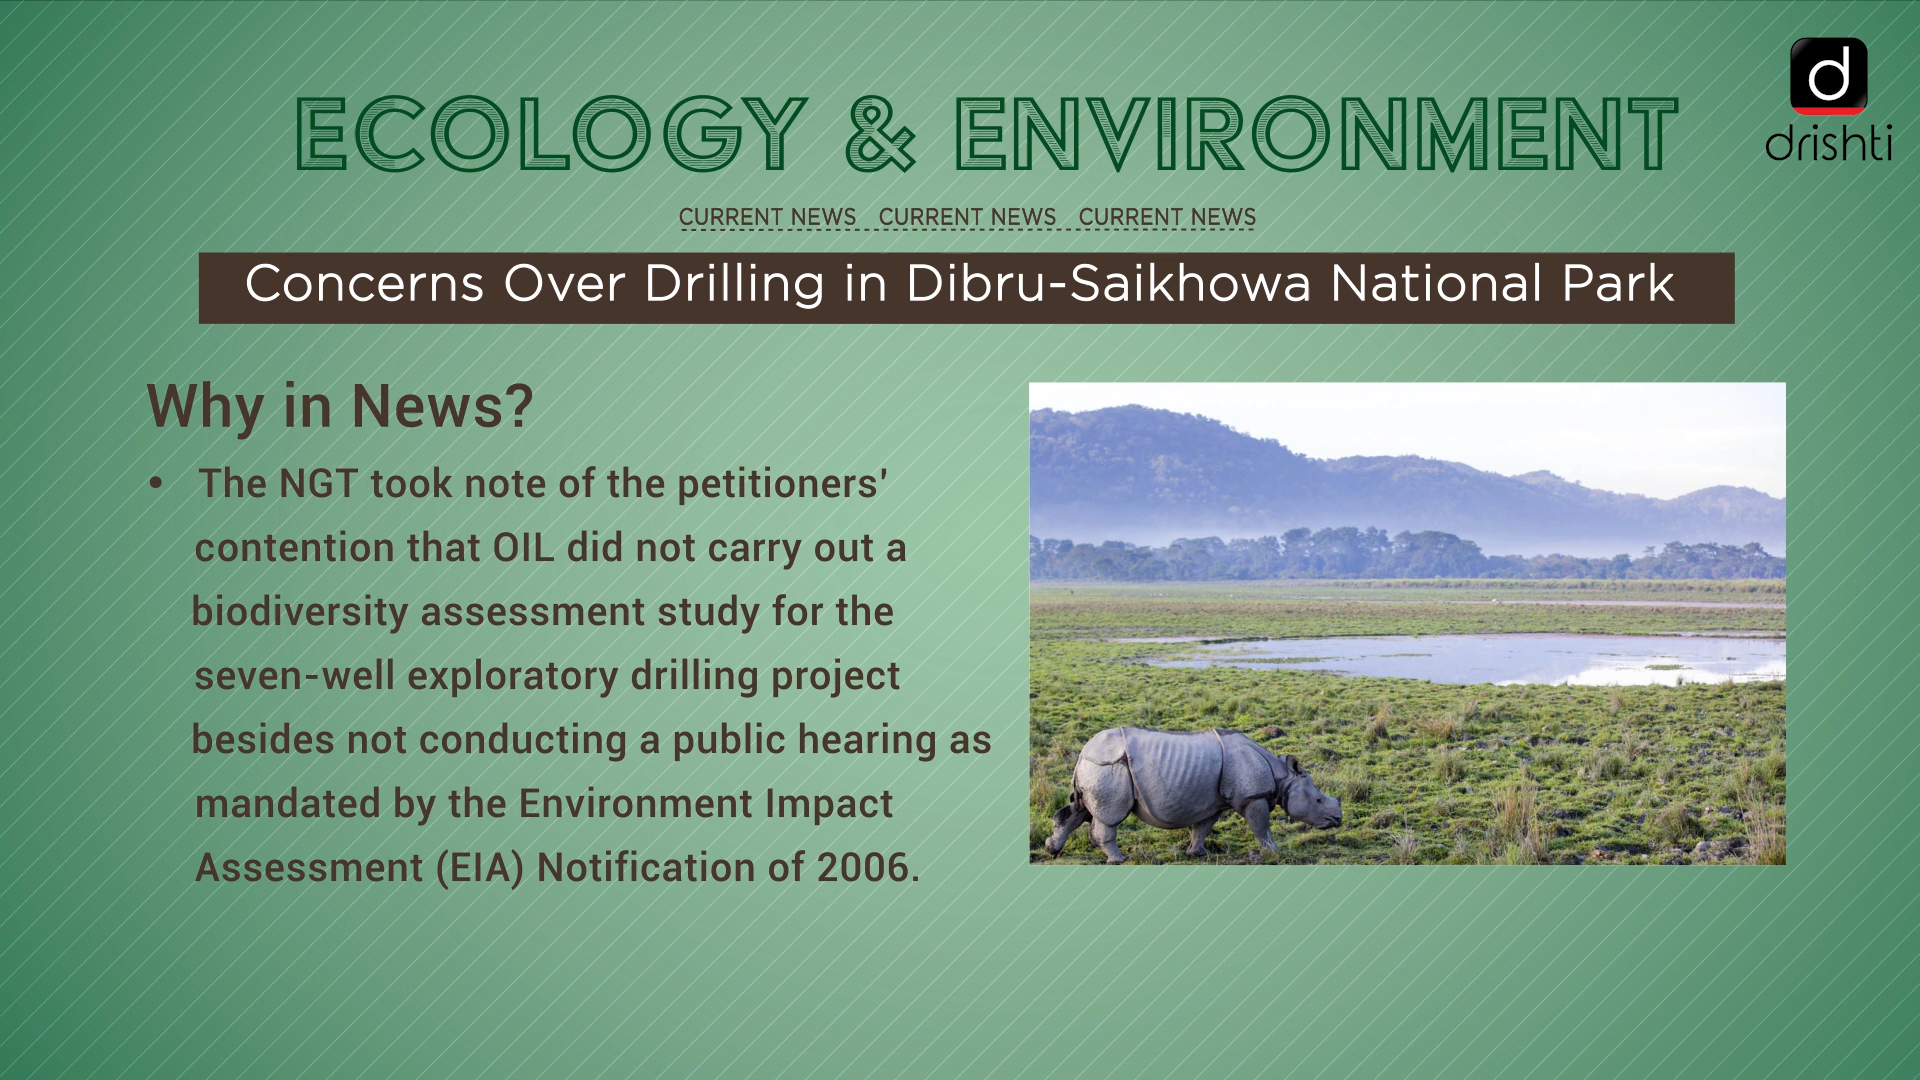 d
drishti
ECOLOGY & ENVIRONMENT
CURRENT NEWS CURRENT NEWS CURRENT NEWS
Concerns Over Drilling in Dibru-Saikhowa National Park
Why in News?
• The NGT took note of the petitioners'
contention that OIL did not carry out a
biodiversity assessment study for the
seven-well exploratory drilling project
besides not conducting a public hearing as
mandated by the Environment Impact
Assessment (EIA) Notification of 2006.